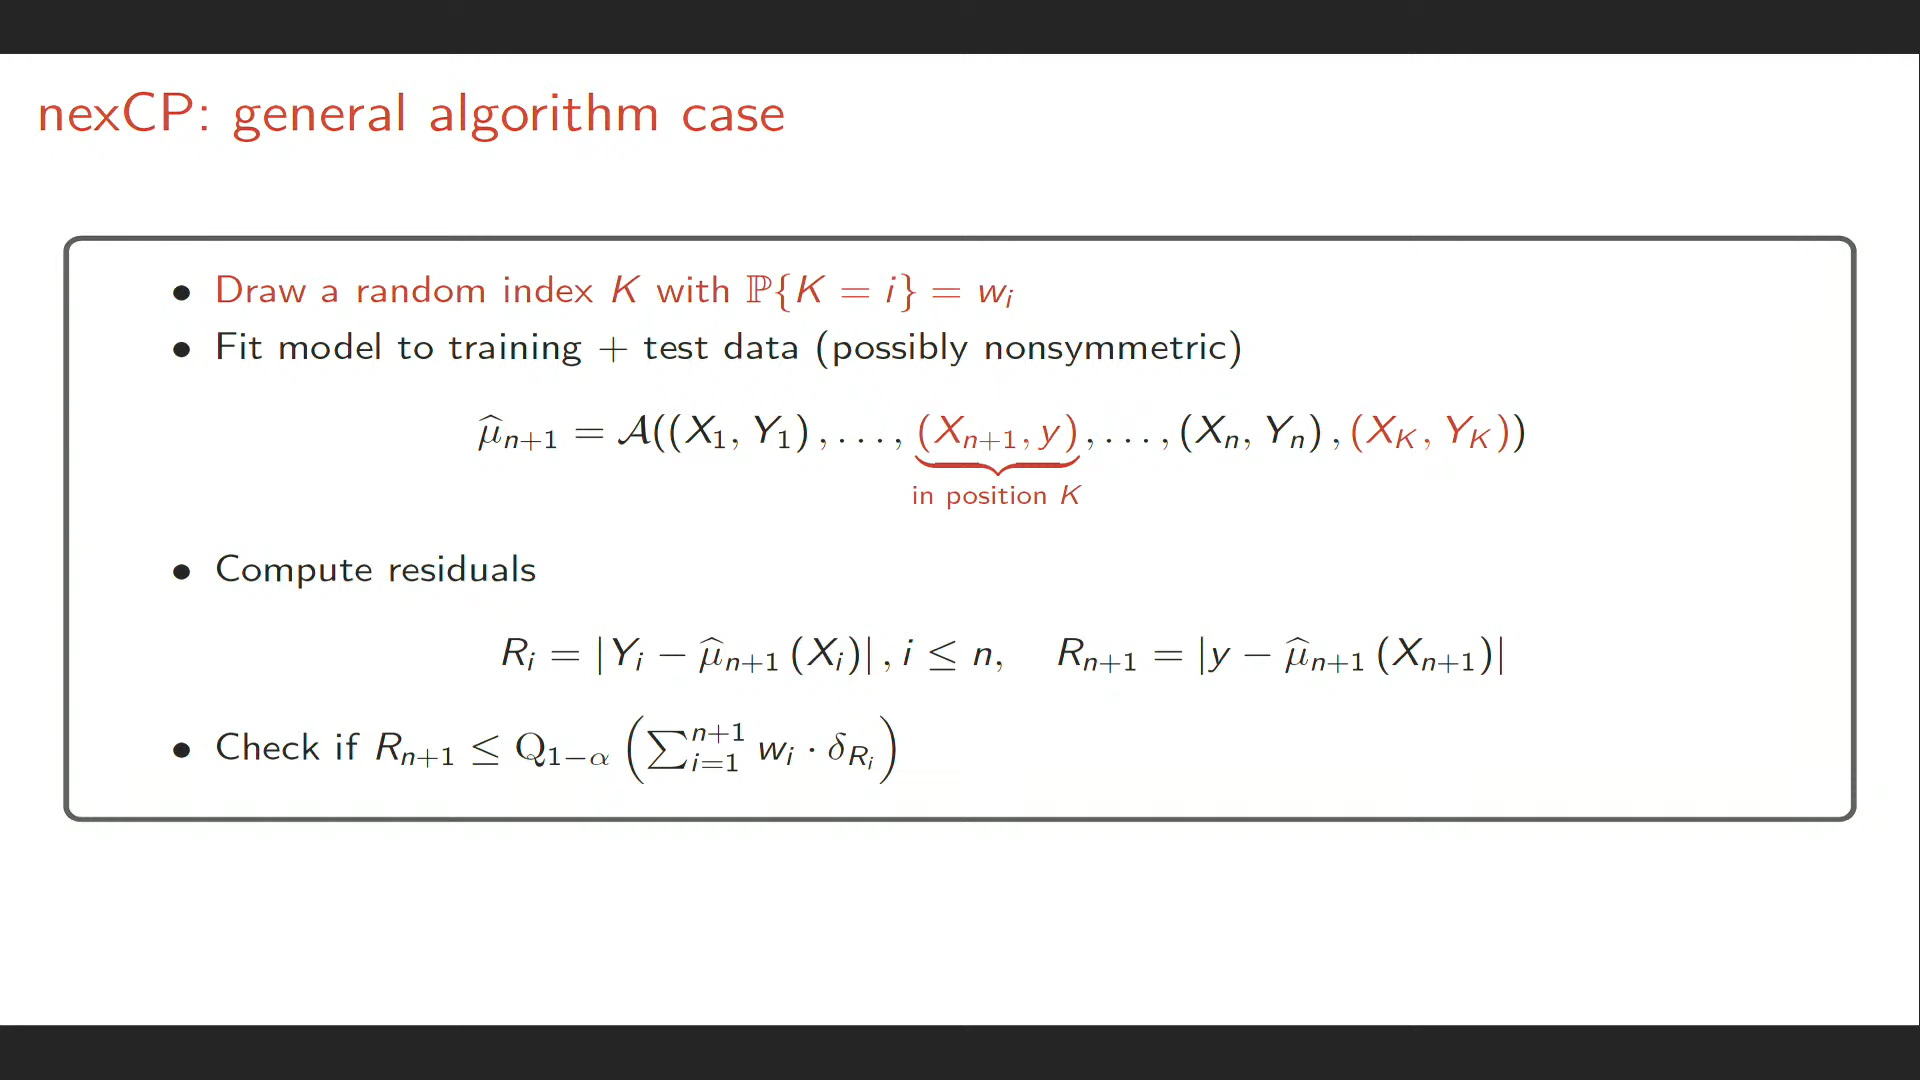 nexCP: general algorithm case
• Draw a random index K with ℙ{K = i} = w_i
• Fit model to training + test data (possibly nonsymmetric)
μ̂_{n+1} = 𝒜((X_1, Y_1), . . . , (X_{n+1}, y), . . . , (X_n, Y_n), (X_K, Y_K))
in position K
• Compute residuals
R_i = |Y_i − μ̂_{n+1} (X_i)|, i ≤ n, R_{n+1} = |y − μ̂_{n+1} (X_{n+1})|
• Check if R_{n+1} ≤ Q_{1−α} (∑_{i=1}^{n+1} w_i · δ_{R_i})